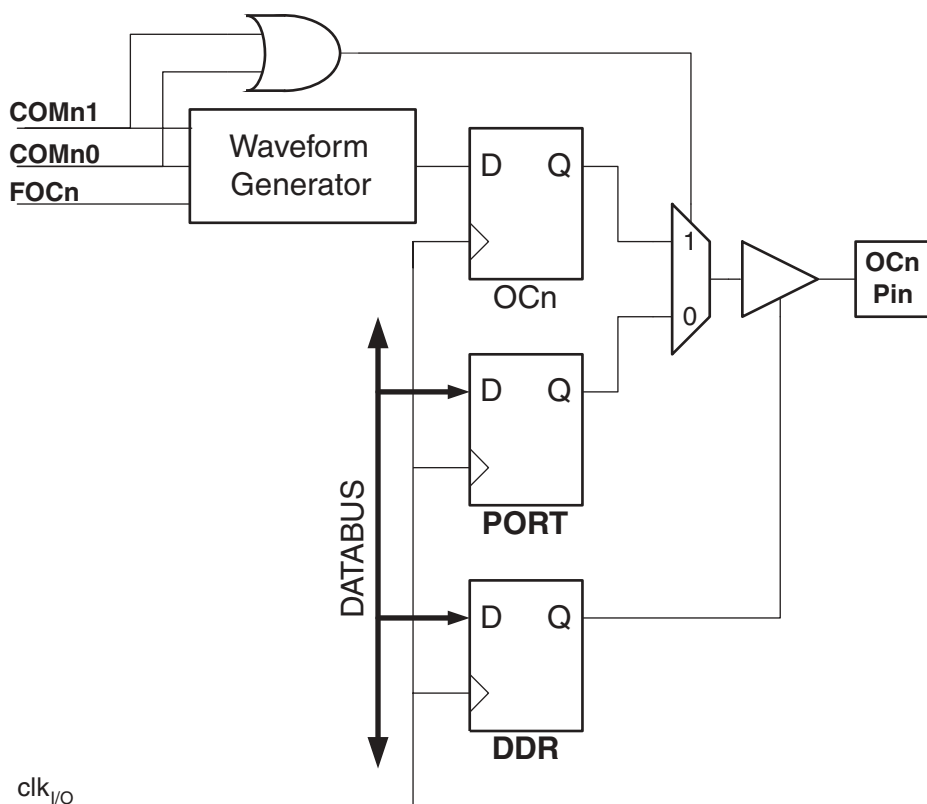 COMn1
COMn0
FOCn
Waveform
Generator
D Q
OCn
1
0
OCn
Pin
D Q
PORT
DATABUS
D Q
DDR
clkI/O